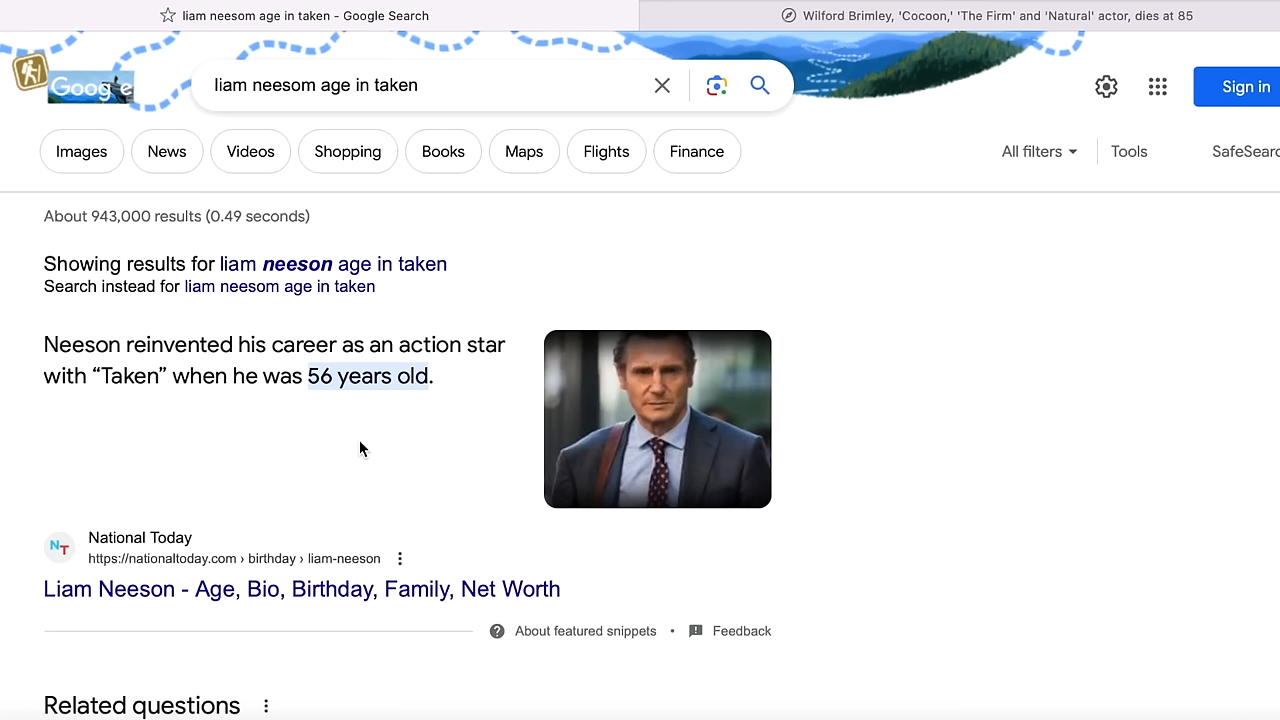 liam neesom age in taken - Google Search
Wilford Brimley, 'Cocoon,' 'The Firm' and 'Natural' actor, dies at 85
liam neesom age in taken
Sign in
Images
News
Videos
Shopping
Books
Maps
Flights
Finance
All filters
Tools
SafeSearc
About 943,000 results (0.49 seconds)
Showing results for liam neeson age in taken
Search instead for liam neesom age in taken
Neeson reinvented his career as an action star
with “Taken” when he was 56 years old.
NT
National Today
https://nationaltoday.com › birthday › liam-neeson
Liam Neeson - Age, Bio, Birthday, Family, Net Worth
About featured snippets • Feedback
Related questions